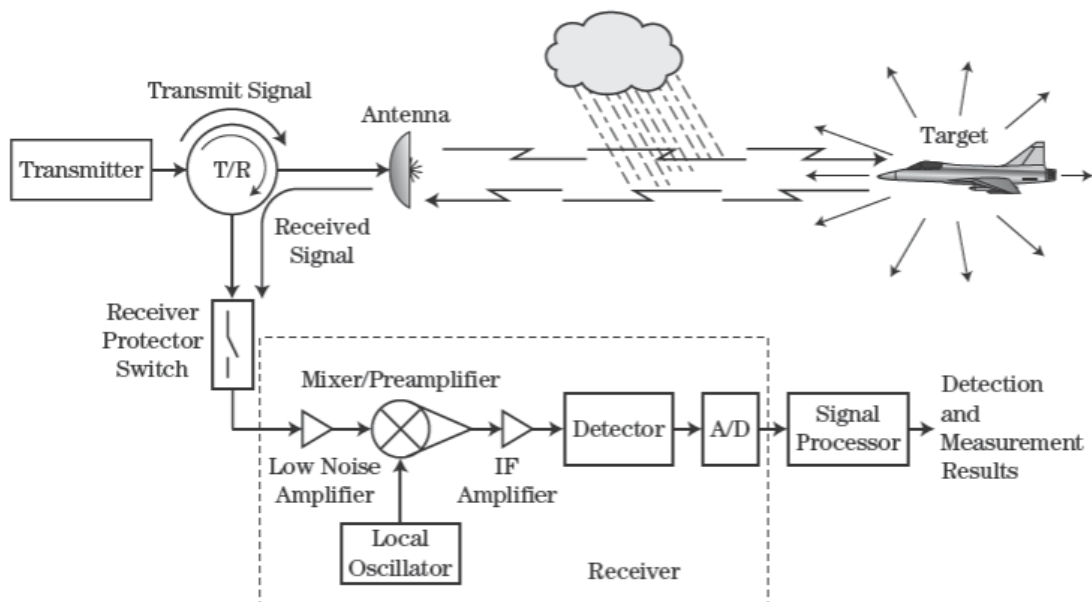 Transmit Signal
Antenna
Target
Transmitter
T/R
Received
Signal
Receiver
Protector
Switch
Mixer/Preamplifier
Low Noise
Amplifier
IF
Amplifier
Detector
A/D
Signal
Processor
Detection
and
Measurement
Results
Local
Oscillator
Receiver